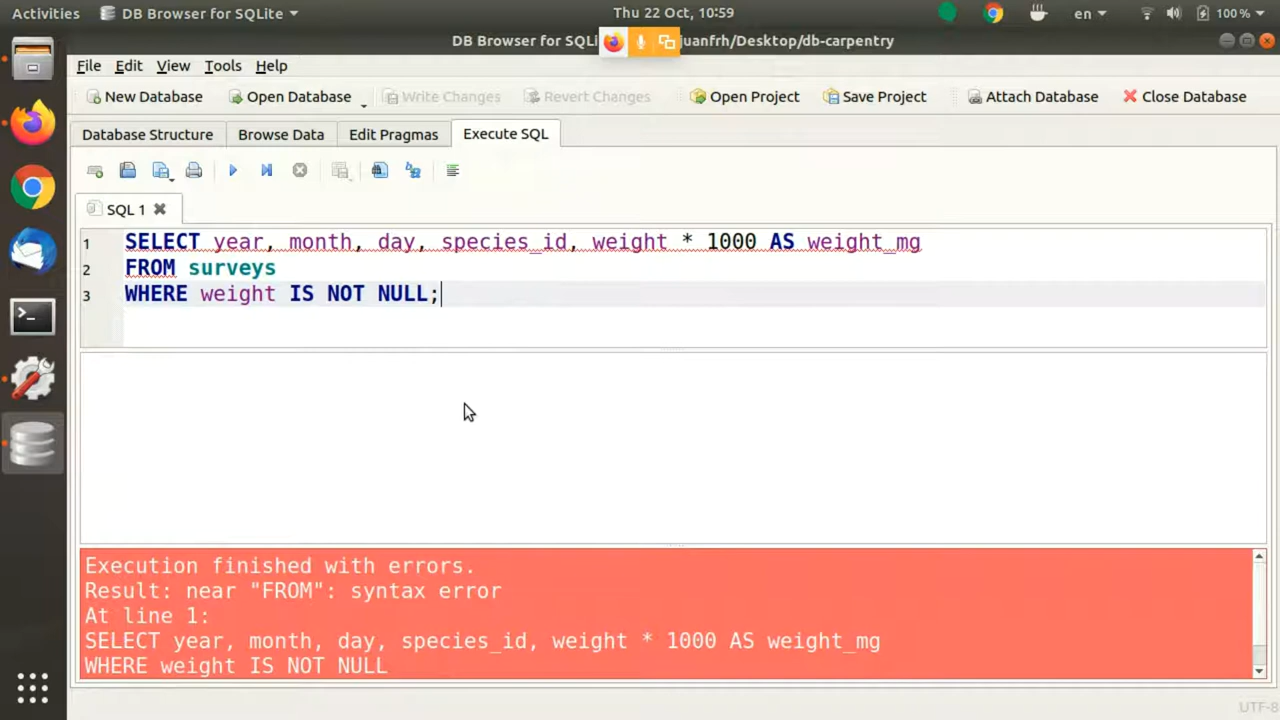 Activities DB Browser for SQLite Thu 22 Oct, 10:59 en 100 %
DB Browser for SQLi juanfrh/Desktop/db-carpentry
File Edit View Tools Help
New Database Open Database Write Changes Revert Changes Open Project Save Project Attach Database Close Database
Database Structure Browse Data Edit Pragmas Execute SQL
SQL 1
1 SELECT year, month, day, species_id, weight * 1000 AS weight_mg
2 FROM surveys
3 WHERE weight IS NOT NULL;
Execution finished with errors.
Result: near "FROM": syntax error
At line 1:
SELECT year, month, day, species_id, weight * 1000 AS weight_mg
WHERE weight IS NOT NULL
UTF-8